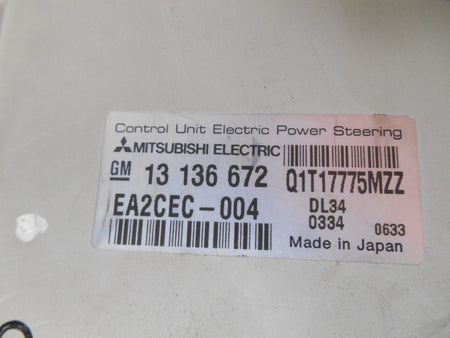 Control Unit Electric Power Steering
MITSUBISHI ELECTRIC
GM 13 136 672 Q1T17775MZZ
EA2CEC-004 DL34
0334 0633
Made in Japan